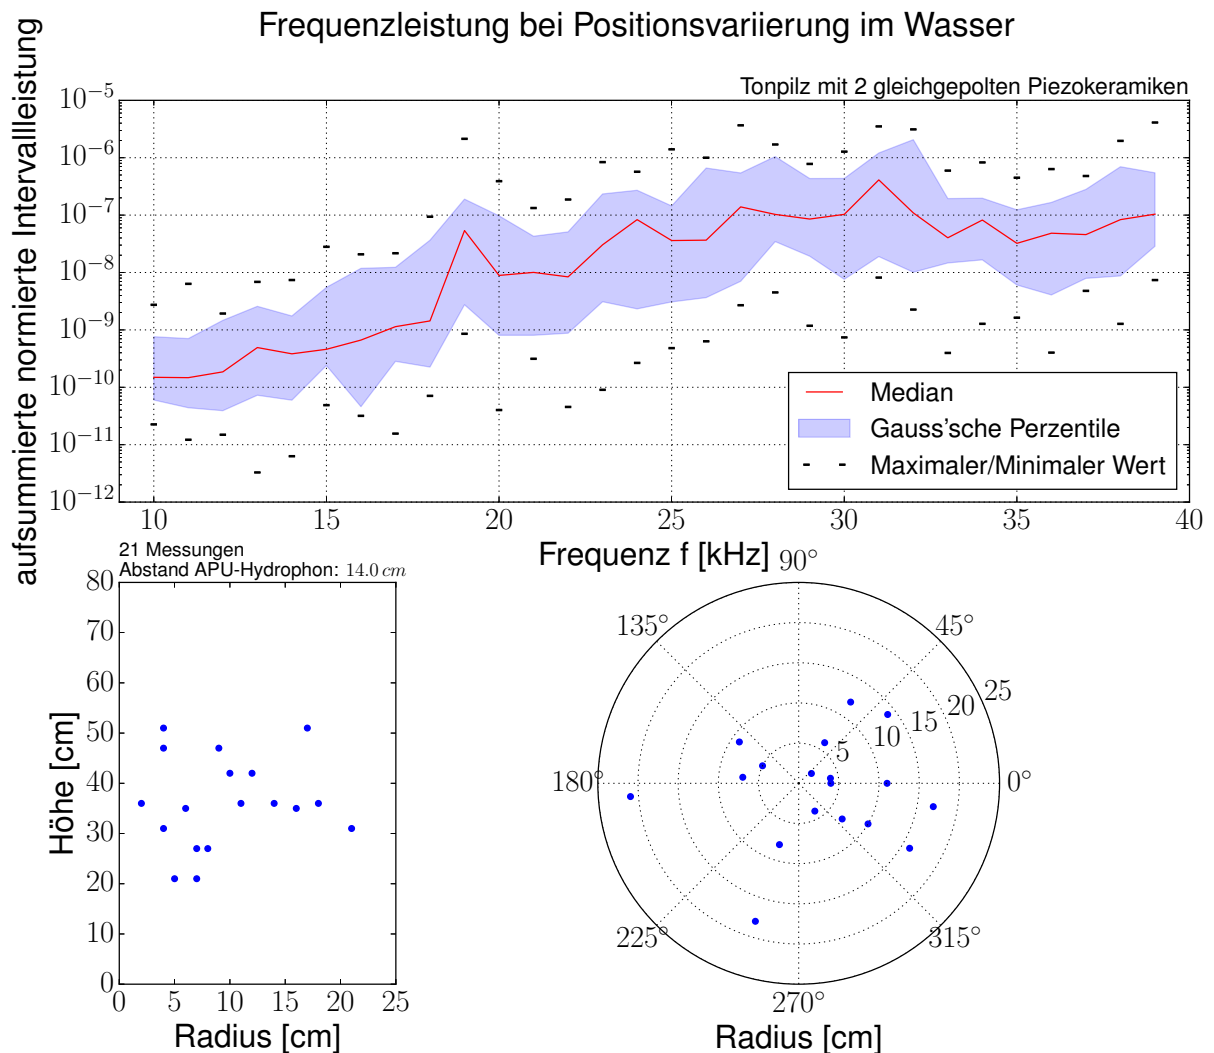 Frequenzleistung bei Positionsvariierung im Wasser
Tonpilz mit 2 gleichgepolten Piezokeramiken
aufsummierte normierte Intervallleistung
10^{-5}
10^{-6}
10^{-7}
10^{-8}
10^{-9}
10^{-10}
10^{-11}
10^{-12}
Median
Gauss'sche Perzentile
Maximaler/Minimaler Wert
10 15 20 25 30 35 40
Frequenz f [kHz]
21 Messungen
Abstand APU-Hydrophon: 14.0 cm
Höhe [cm]
80
70
60
50
40
30
20
10
0
0 5 10 15 20 25
Radius [cm]
90°
135° 45°
5 10 15 20 25
180° 0°
225° 315°
270°
Radius [cm]